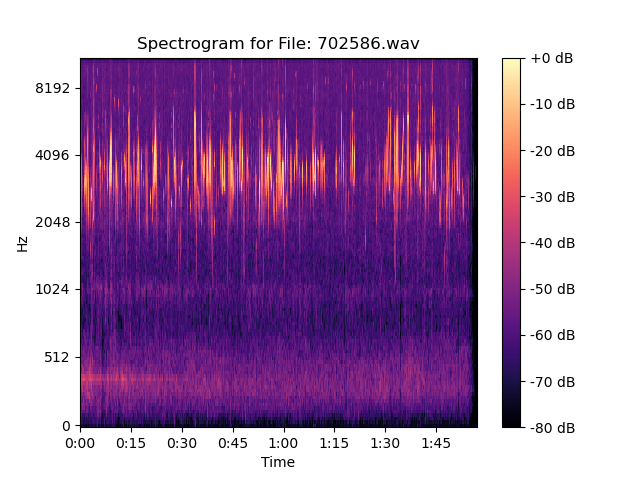 Spectrogram for File: 702586.wav
+0 dB
8192
-10 dB
4096
-20 dB
-30 dB
2048
Hz
-40 dB
1024
-50 dB
-60 dB
512
-70 dB
0
-80 dB
0:00 0:15 0:30 0:45 1:00 1:15 1:30 1:45
Time